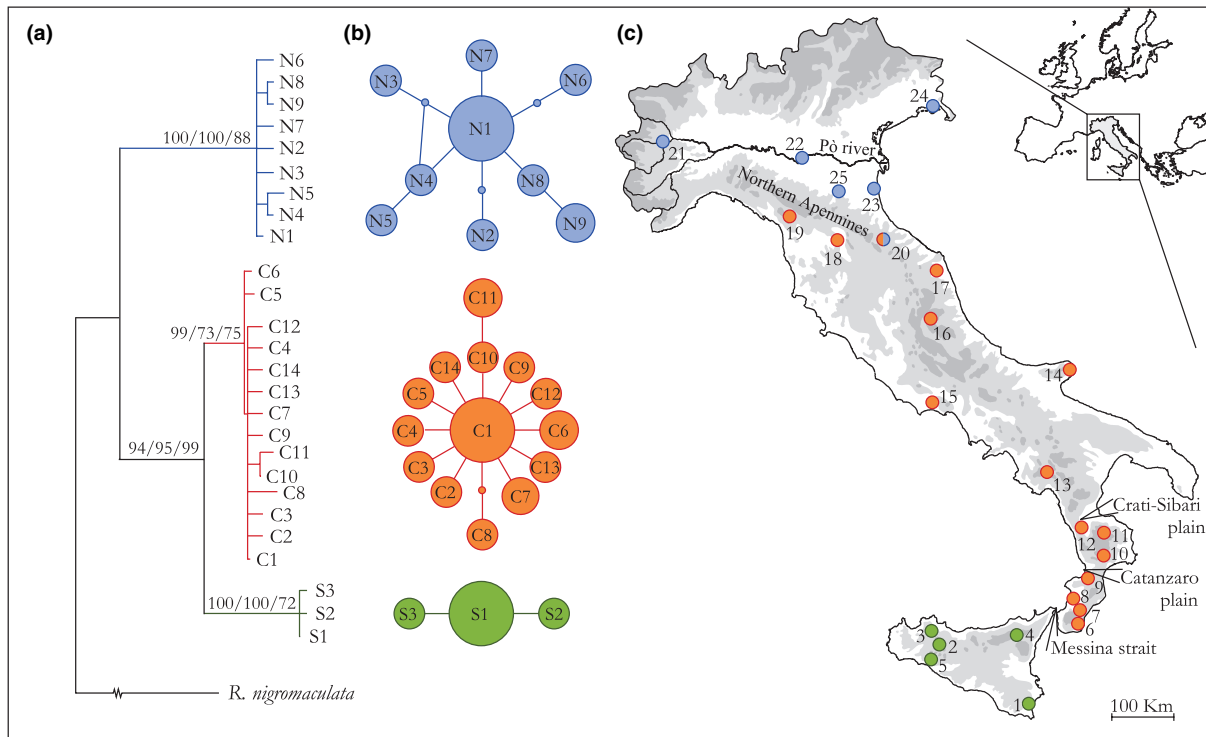 (a)
N6
N8
N9
100/100/88
N7
N2
N3
N5
N4
N1
C6
C5
99/73/75
C12
C4
C14
C13
C7
94/95/99
C9
C11
C10
C8
C3
C2
C1
100/100/72
S3
S2
S1
R. nigromaculata
(b)
N7
N3
N6
N1
N4
N8
N5
N2
N9
C11
C14
C10
C9
C5
C12
C4
C1
C6
C3
C13
C2
C7
C8
S3
S1
S2
(c)
24
21
22
Pò river
25
23
Northern Apennines
19
18
20
17
16
14
15
13
Crati-Sibari
plain
12
11
10
9
Catanzaro
plain
8
7
6
Messina strait
3
2
4
5
1
100 Km